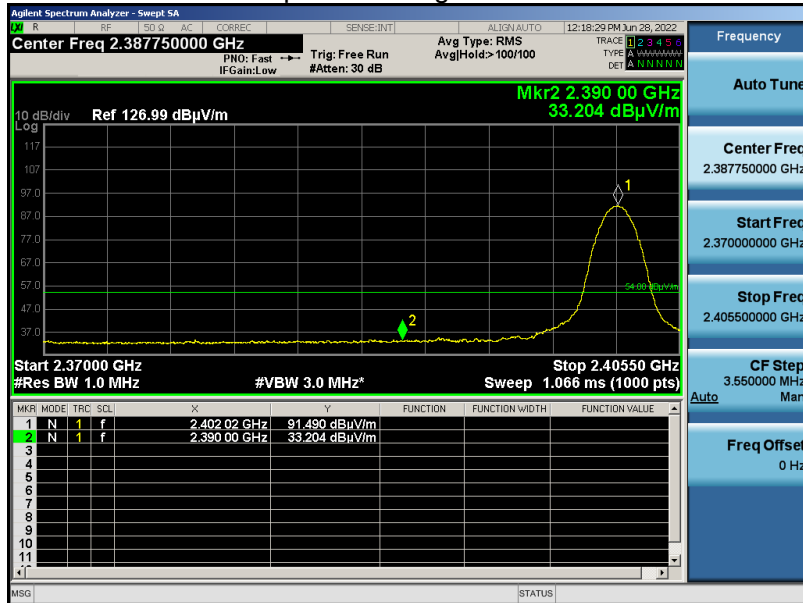 Agilent Spectrum Analyzer - Swept SA
LXI R RF 50 Ω AC CORREC SENSE:INT ALIGN AUTO 12:18:29 PM Jun 28, 2022
Center Freq 2.387750000 GHz
PNO: Fast
IFGain:Low
Trig: Free Run
#Atten: 30 dB
Avg Type: RMS
Avg|Hold:>100/100
TRACE 1 2 3 4 5 6
TYPE A WWWWW
DET A N N N N N
Mkr2 2.390 00 GHz
33.204 dBµV/m
10 dB/div Ref 126.99 dBµV/m
Log
117
107
97.0
87.0
77.0
67.0
57.0
47.0
37.0
1
54.00 dBµV/m
2
Start 2.37000 GHz Stop 2.40550 GHz
#Res BW 1.0 MHz #VBW 3.0 MHz* Sweep 1.066 ms (1000 pts)
MKR MODE TRC SCL X Y FUNCTION FUNCTION WIDTH FUNCTION VALUE
1 N 1 f 2.402 02 GHz 91.490 dBµV/m
2 N 1 f 2.390 00 GHz 33.204 dBµV/m
3
4
5
6
7
8
9
10
11
MSG STATUS
Frequency
Auto Tune
Center Freq
2.387750000 GHz
Start Freq
2.370000000 GHz
Stop Freq
2.405500000 GHz
CF Step
3.550000 MHz
Auto Man
Freq Offset
0 Hz